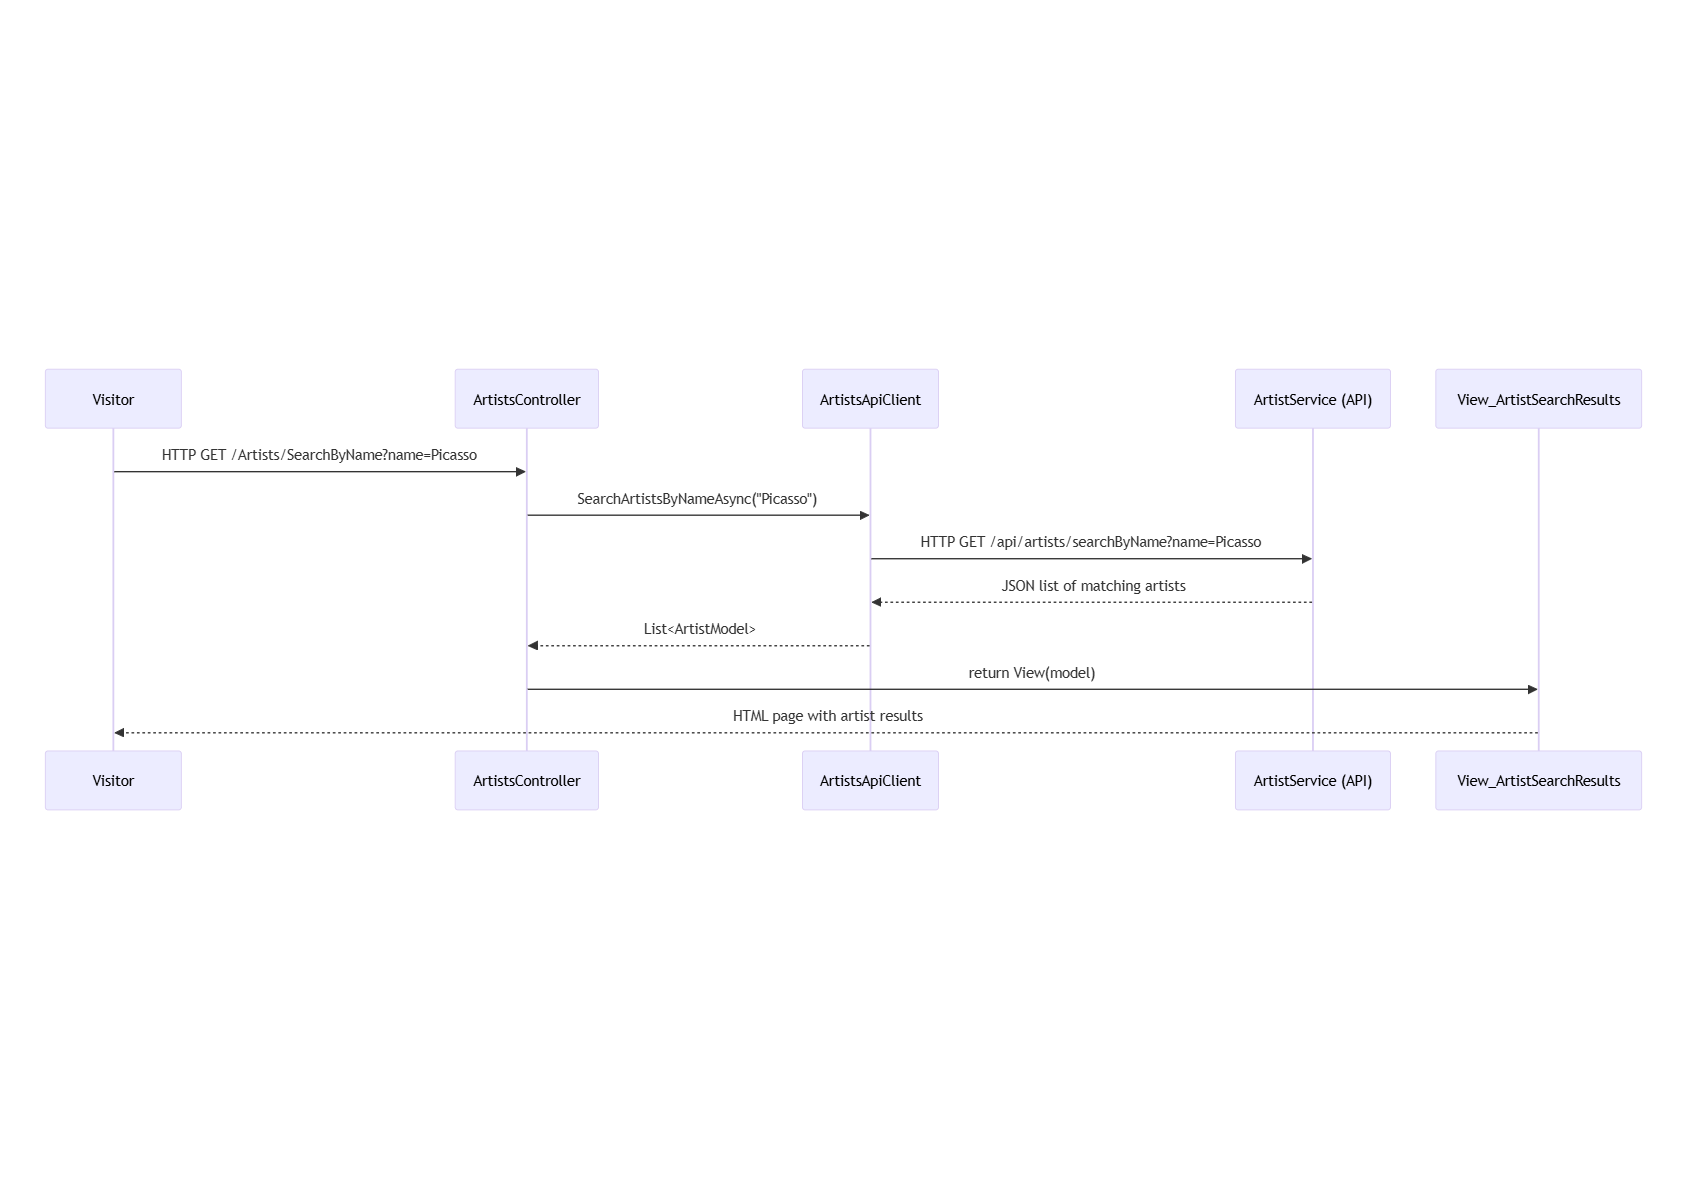 Visitor
ArtistsController
ArtistsApiClient
ArtistService (API)
View_ArtistSearchResults
HTTP GET /Artists/SearchByName?name=Picasso
SearchArtistsByNameAsync("Picasso")
HTTP GET /api/artists/searchByName?name=Picasso
JSON list of matching artists
List<ArtistModel>
return View(model)
HTML page with artist results
Visitor
ArtistsController
ArtistsApiClient
ArtistService (API)
View_ArtistSearchResults